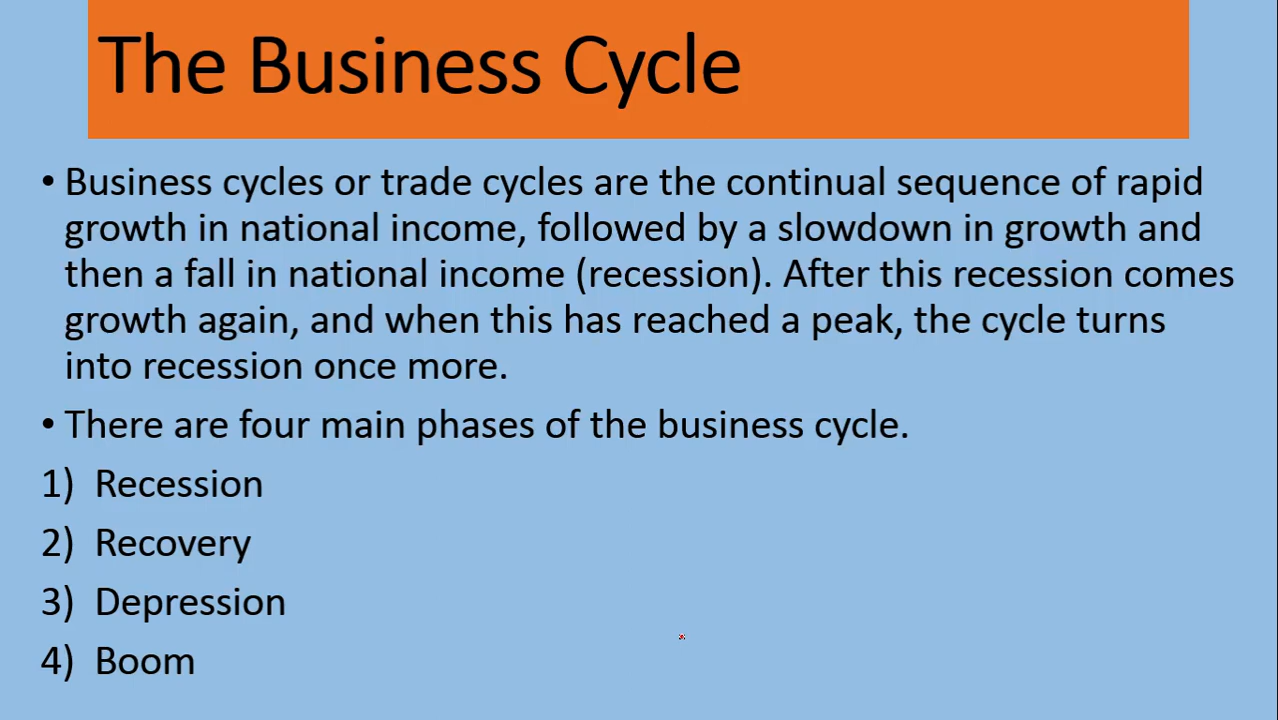 The Business Cycle
• Business cycles or trade cycles are the continual sequence of rapid
growth in national income, followed by a slowdown in growth and
then a fall in national income (recession). After this recession comes
growth again, and when this has reached a peak, the cycle turns
into recession once more.
• There are four main phases of the business cycle.
1) Recession
2) Recovery
3) Depression
4) Boom